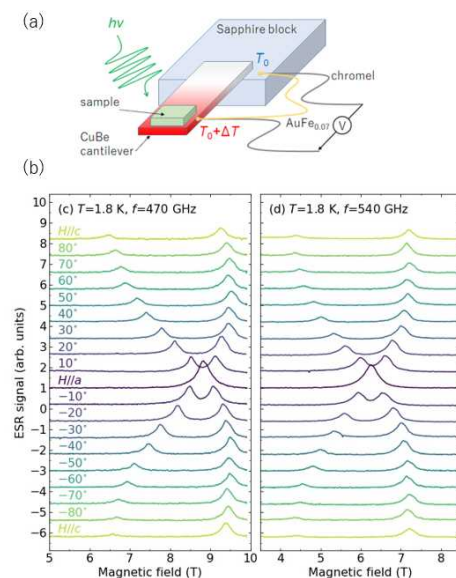 (a)
hν
Sapphire block
T₀
chromel
sample
T₀+ΔT
AuFe₀.₀₇
V
CuBe
cantilever
(b)
(c) T=1.8 K, f=470 GHz
(d) T=1.8 K, f=540 GHz
ESR signal (arb. units)
10
9
8
7
6
5
4
3
2
1
0
−1
−2
−3
−4
−5
−6
H//c
80°
70°
60°
50°
40°
30°
20°
10°
H//a
−10°
−20°
−30°
−40°
−50°
−60°
−70°
−80°
H//c
5 6 7 8 9 10
4 5 6 7 8
Magnetic field (T)
Magnetic field (T)